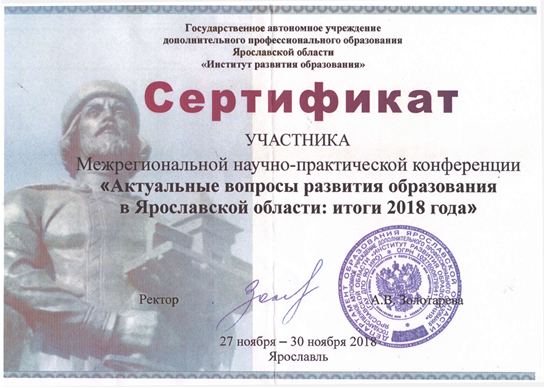 Государственное автономное учреждение
дополнительного профессионального образования
Ярославской области
«Институт развития образования»
Сертификат
УЧАСТНИКА
Межрегиональной научно-практической конференции
«Актуальные вопросы развития образования
в Ярославской области: итоги 2018 года»
Ректор А.В. Золотарева
27 ноября – 30 ноября 2018
Ярославль